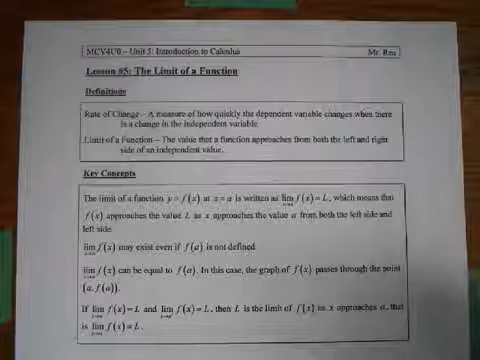 MCV4U0 – Unit 5: Introduction to Calculus Mr. Rea
Lesson #5: The Limit of a Function
Definitions
Rate of Change – A measure of how quickly the dependent variable changes when there
is a change in the independent variable.
Limit of a Function – The value that a function approaches from both the left and right
side of an independent value.
Key Concepts
The limit of a function y = f(x) at x = a is written as lim x→a f(x) = L, which means that
f(x) approaches the value L as x approaches the value a from both the left side and
left side.
lim x→a f(x) may exist even if f(a) is not defined.
lim x→a f(x) can be equal to f(a). In this case, the graph of f(x) passes through the point
(a, f(a)).
If lim f(x) = L and lim f(x) = L, then L is the limit of f(x) as x approaches a, that
is lim x→a f(x) = L.